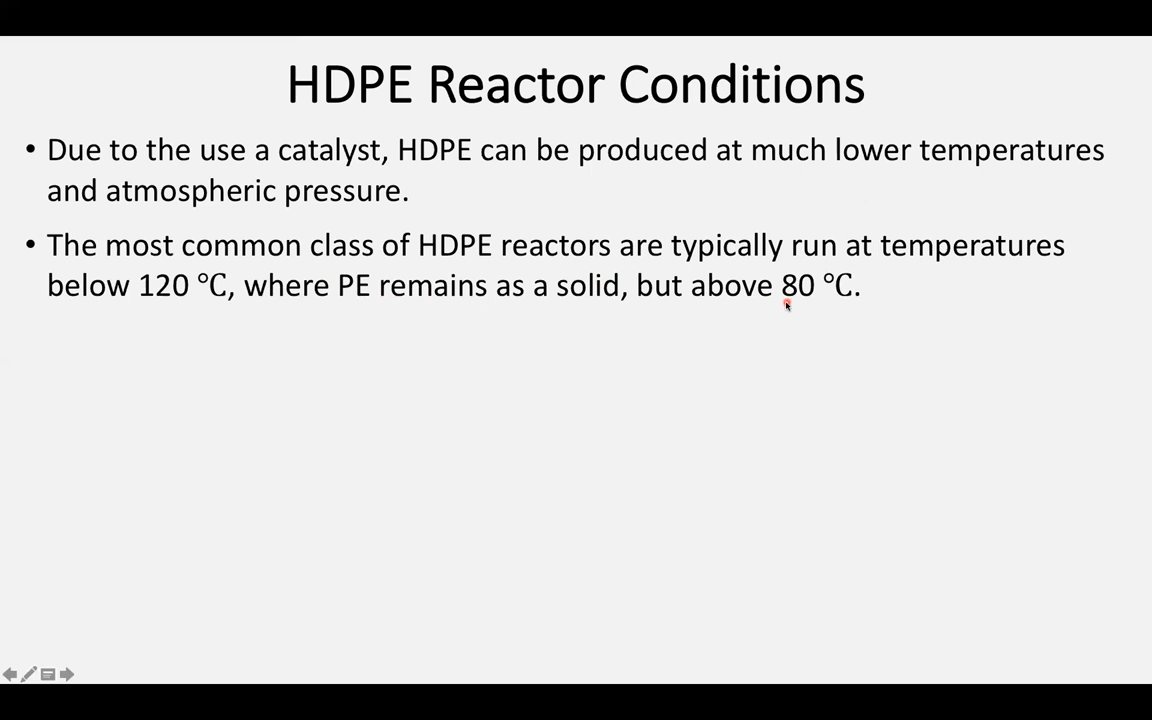 HDPE Reactor Conditions
• Due to the use a catalyst, HDPE can be produced at much lower temperatures
and atmospheric pressure.
• The most common class of HDPE reactors are typically run at temperatures
below 120 ℃, where PE remains as a solid, but above 80 ℃.